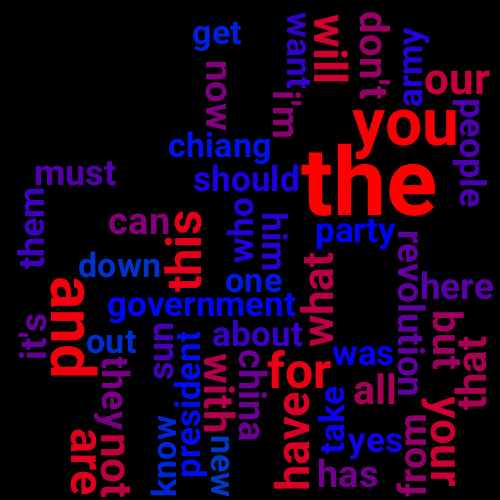 get
now
want
will
i'm
don't
army
our
you
people
chiang
the
must
should
them
can
this
who
him
party
what
revolution
down
one
here
and
government
it's
out
sun
president
about
was
but
that
they
with
china
for
all
your
are
not
know
new
have
take
yes
has
from